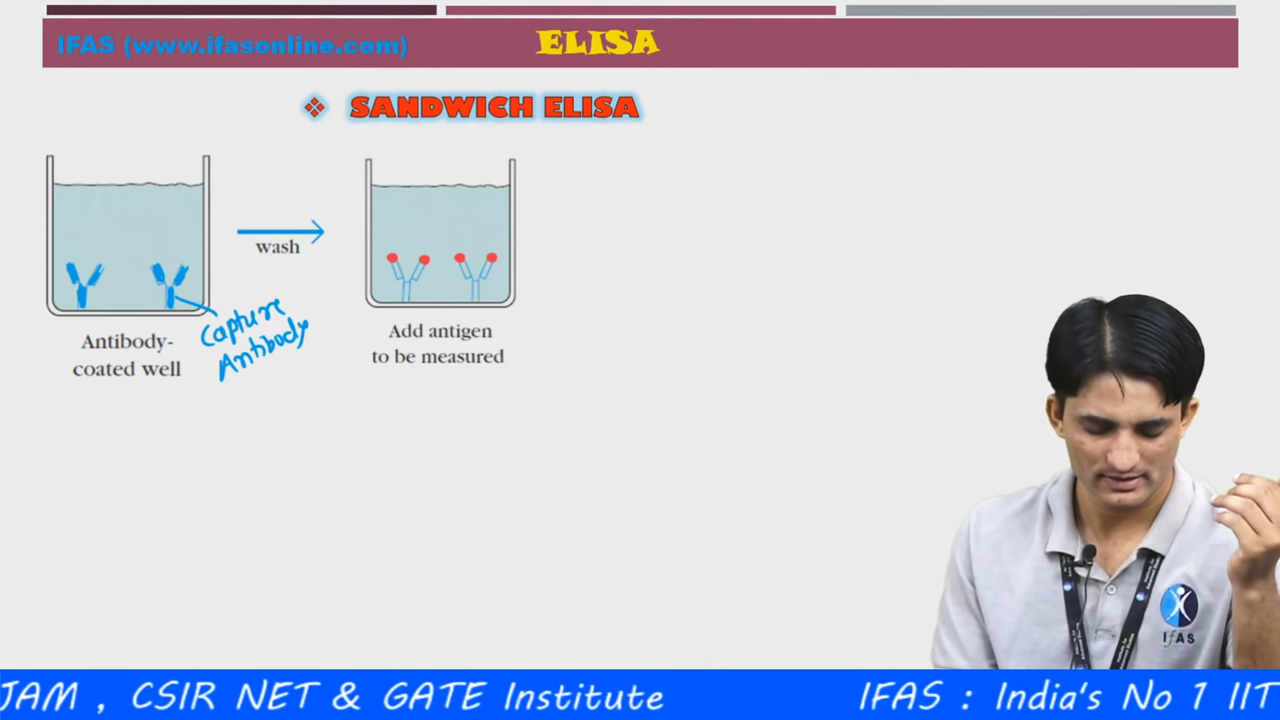 IFAS (www.ifasonline.com)
ELISA
SANDWICH ELISA
wash
Capture
Antibody
Antibody-
coated well
Add antigen
to be measured
IfAS
JAM , CSIR NET & GATE Institute
IFAS : India's No 1 IIT